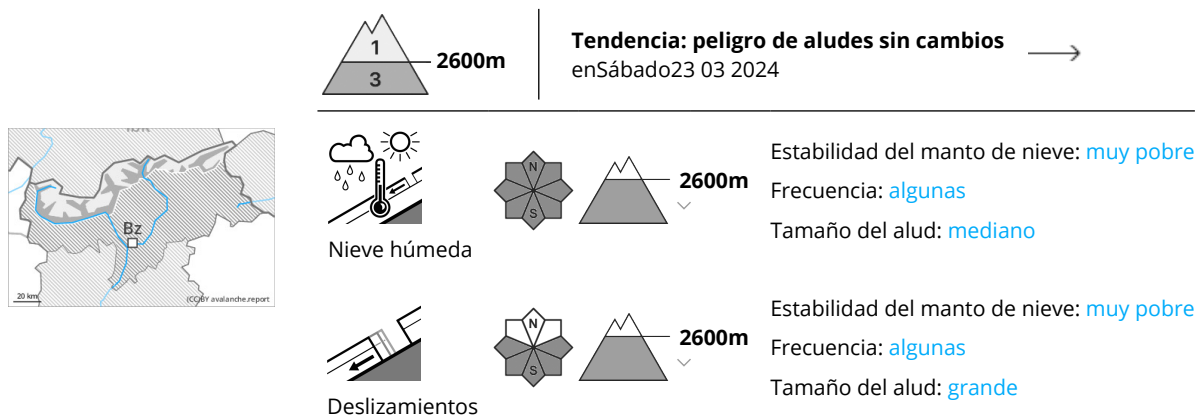 1
3
2600m
Tendencia: peligro de aludes sin cambios
enSábado23 03 2024
Bz
20 km
(CC)BY avalanche.report
N
S
2600m
Nieve húmeda
Estabilidad del manto de nieve: muy pobre
Frecuencia: algunas
Tamaño del alud: mediano
N
S
2600m
Deslizamientos
Estabilidad del manto de nieve: muy pobre
Frecuencia: algunas
Tamaño del alud: grande